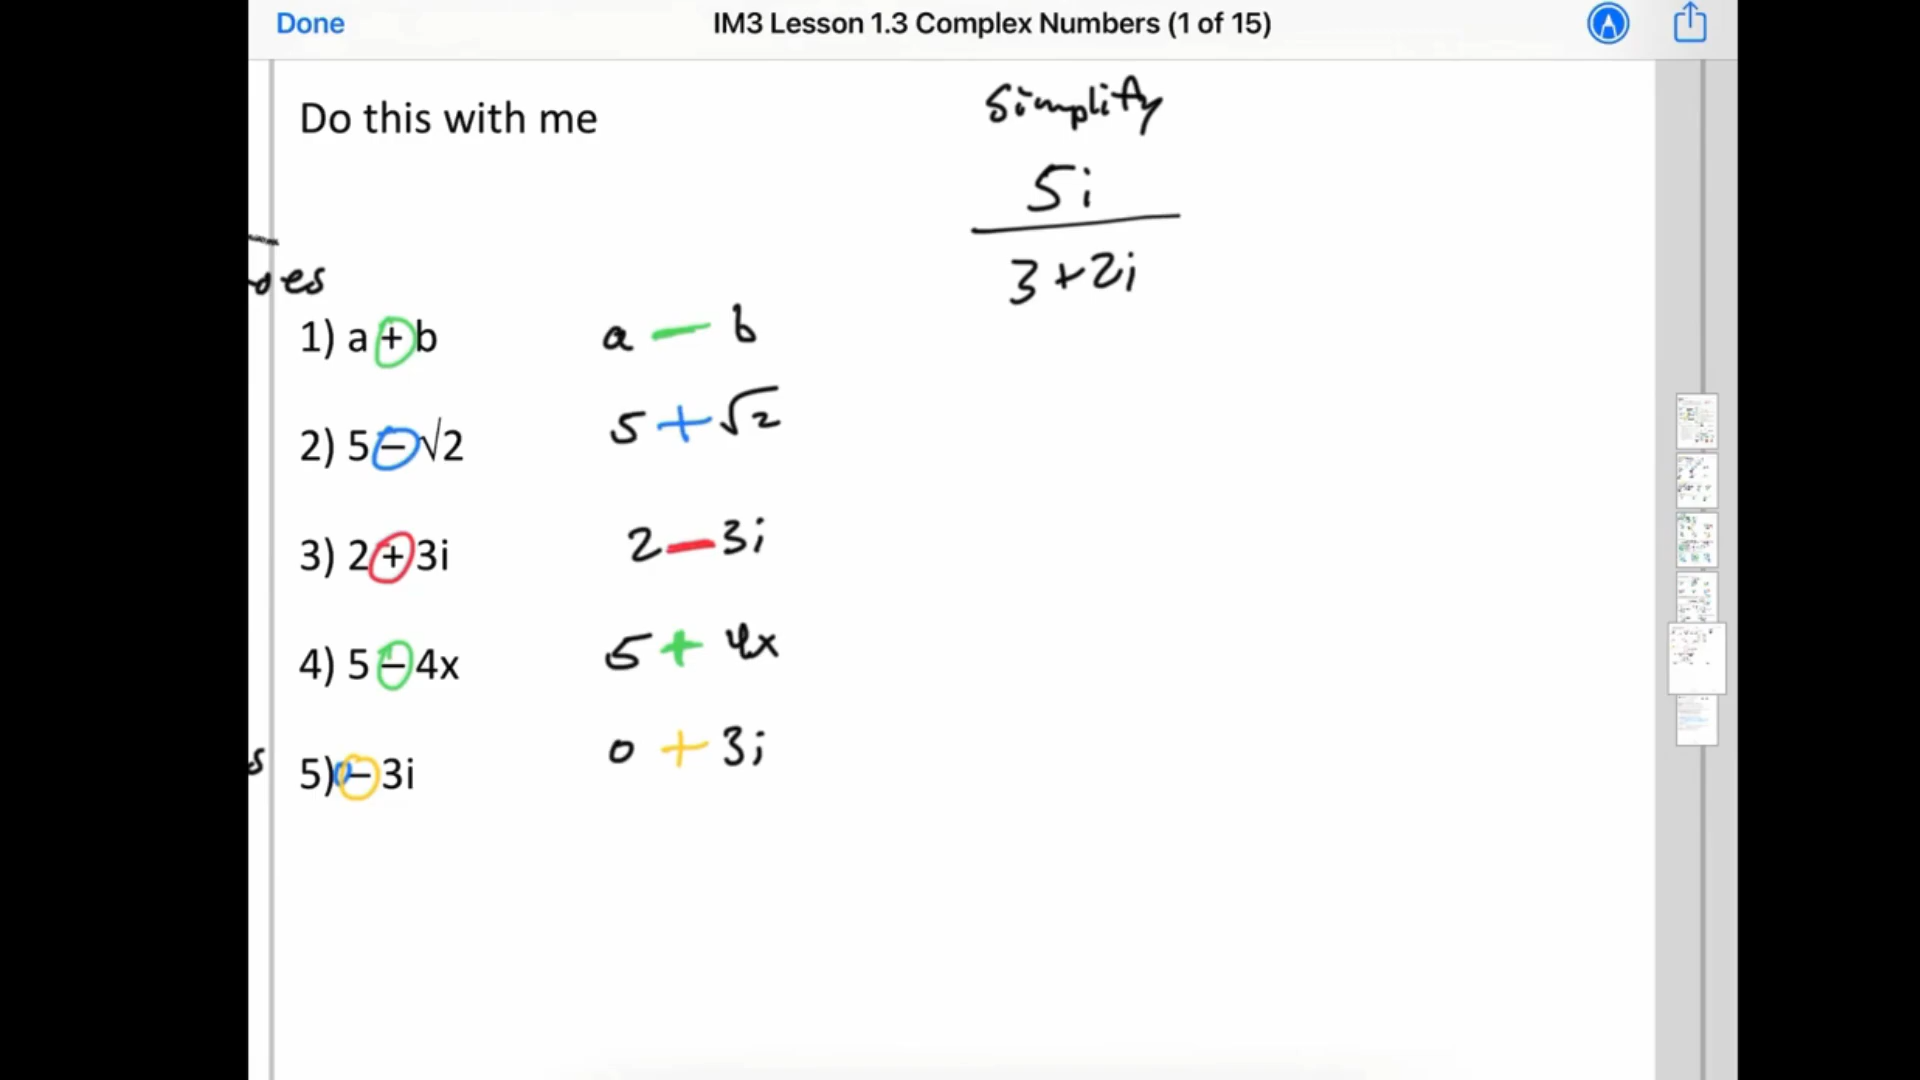 Done
IM3 Lesson 1.3 Complex Numbers (1 of 15)
Do this with me
Simplify
5i
3+2i
1) a + b
a − b
2) 5 − √2
5 + √2
3) 2 + 3i
2 − 3i
4) 5 − 4x
5 + 4x
5) 0 − 3i
0 + 3i